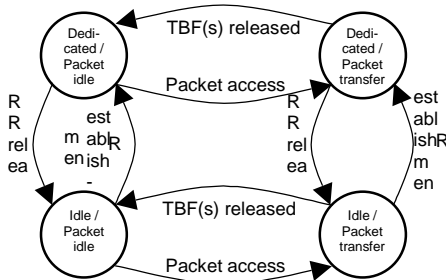 TBF(s) released
Dedi-
cated /
Packet
idle
Dedi-
cated /
Packet
transfer
Packet access
R
R
rel
ea
est
abl
ish
-
R
m
en
R
R
rel
ea
est
abl
ish
R
m
en
TBF(s) released
Idle /
Packet
idle
Idle /
Packet
transfer
Packet access